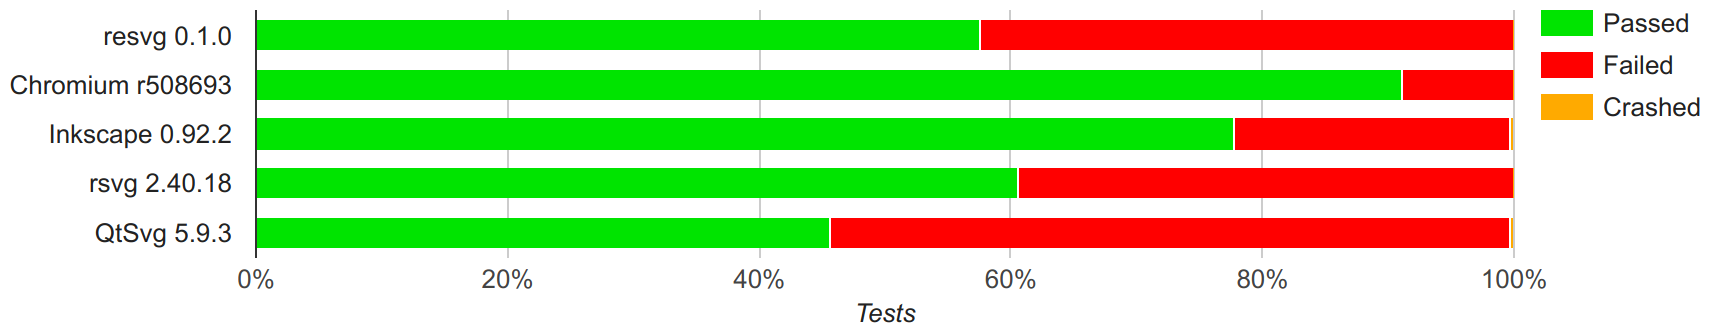 resvg 0.1.0
Chromium r508693
Inkscape 0.92.2
rsvg 2.40.18
QtSvg 5.9.3
0% 20% 40% 60% 80% 100%
Tests
Passed
Failed
Crashed